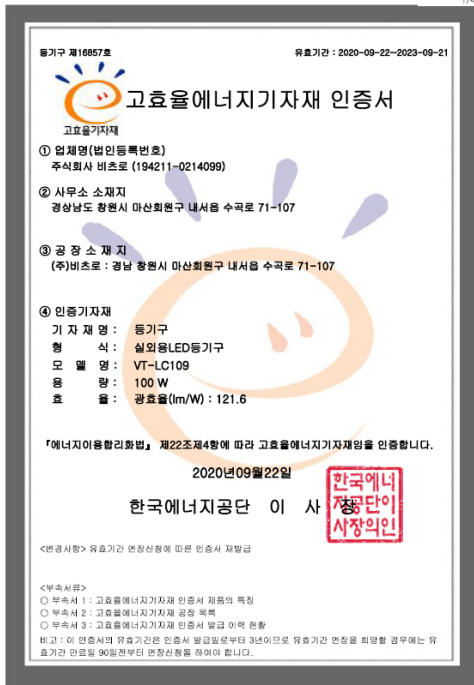 1/4
등기구 제16857호
유효기간 : 2020-09-22~2023-09-21
고효율기자재
고효율에너지기자재 인증서
① 업체명(법인등록번호)
주식회사 비츠로 (194211-0214099)
② 사무소 소재지
경상남도 창원시 마산회원구 내서읍 수곡로 71-107
③ 공 장 소 재 지
(주)비츠로 : 경남 창원시 마산회원구 내서읍 수곡로 71-107
④ 인증기자재
기 자 재 명 : 등기구
형 식 : 실외용LED등기구
모 델 명 : VT-LC109
용 량 : 100 W
효 율 : 광효율(lm/W) : 121.6
『에너지이용합리화법』 제22조제4항에 따라 고효율에너지기자재임을 인증합니다.
2020년09월22일
한국에너지공단 이 사 장
한국에너
지공단이
사장의인
<변경사항> 유효기간 연장신청에 따른 인증서 재발급
<부속서류>
○ 부속서 1 : 고효율에너지기자재 인증서 제품의 특징
○ 부속서 2 : 고효율에너지기자재 공장 목록
○ 부속서 3 : 고효율에너지기자재 인증서 발급 이력 현황
비고 : 이 인증서의 유효기간은 인증서 발급일로부터 3년이므로 유효기간 연장을 희망할 경우에는 유
효기간 만료일 90일전부터 연장신청을 하여야 합니다.